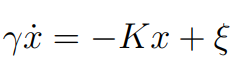 γẋ = −Kx + ξ